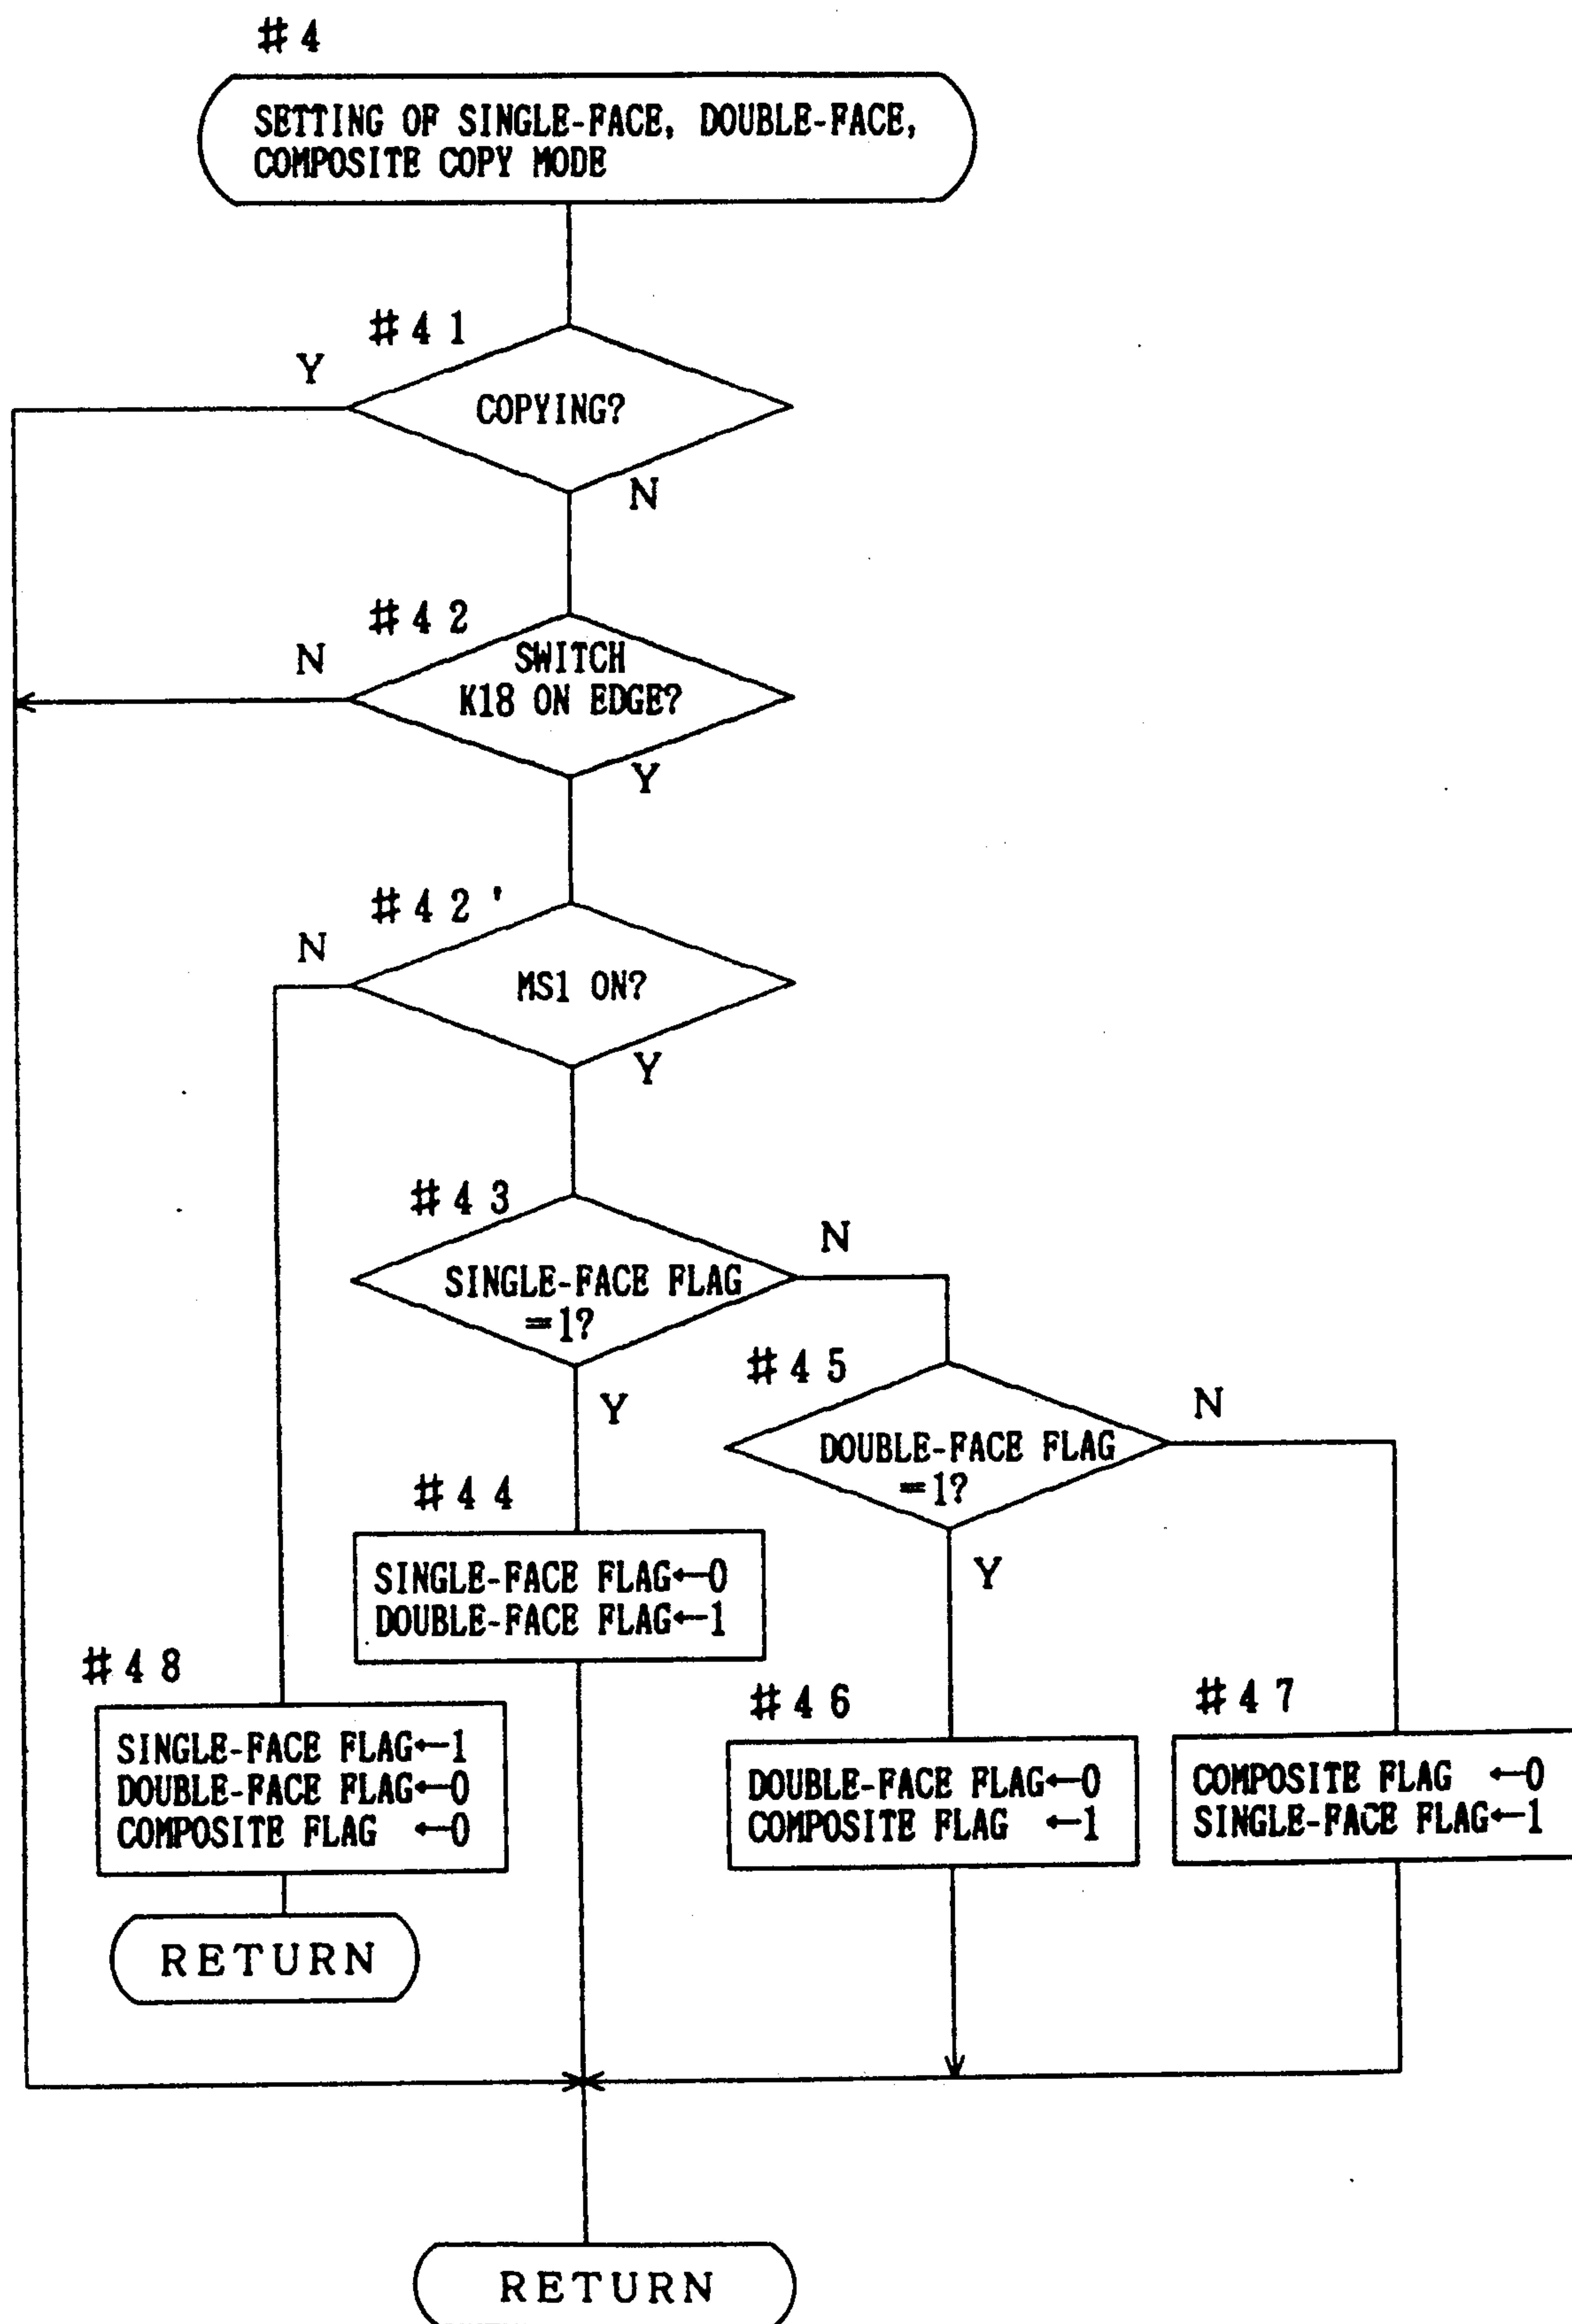 #4
SETTING OF SINGLE-FACE, DOUBLE-FACE,
COMPOSITE COPY MODE
#41
Y
COPYING?
N
#42
N
SWITCH
K18 ON EDGE?
Y
#42'
N
MS1 ON?
Y
#43
N
SINGLE-FACE FLAG
=1?
Y
#45
N
DOUBLE-FACE FLAG
=1?
Y
#44
SINGLE-FACE FLAG←0
DOUBLE-FACE FLAG←1
#48
SINGLE-FACE FLAG←1
DOUBLE-FACE FLAG←0
COMPOSITE FLAG ←0
RETURN
#46
DOUBLE-FACE FLAG←0
COMPOSITE FLAG ←1
#47
COMPOSITE FLAG ←0
SINGLE-FACE FLAG←1
RETURN